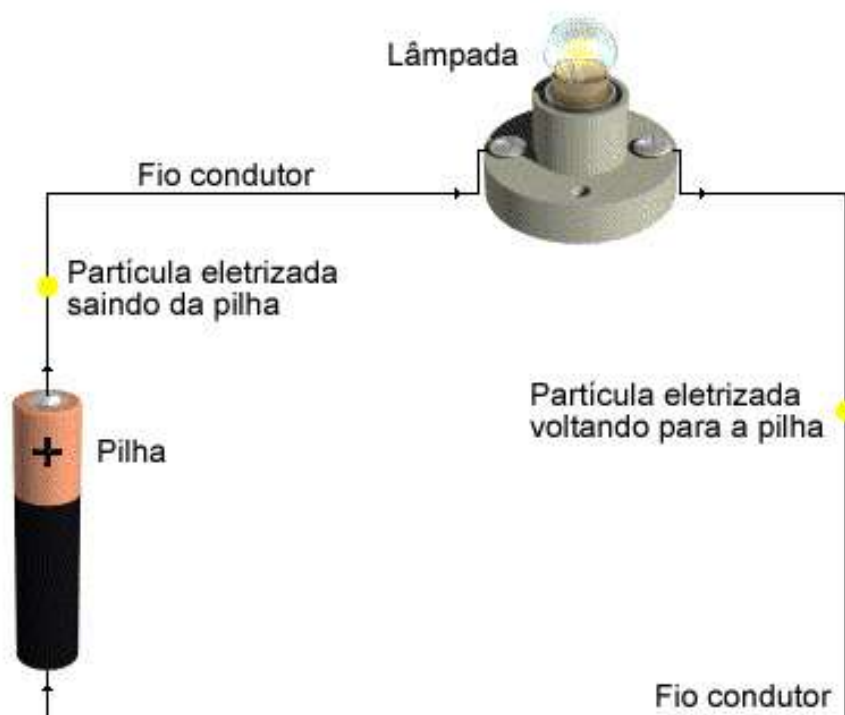 Lâmpada
Fio condutor
Partícula eletrizada
saindo da pilha
Partícula eletrizada
voltando para a pilha
+
Pilha
Fio condutor